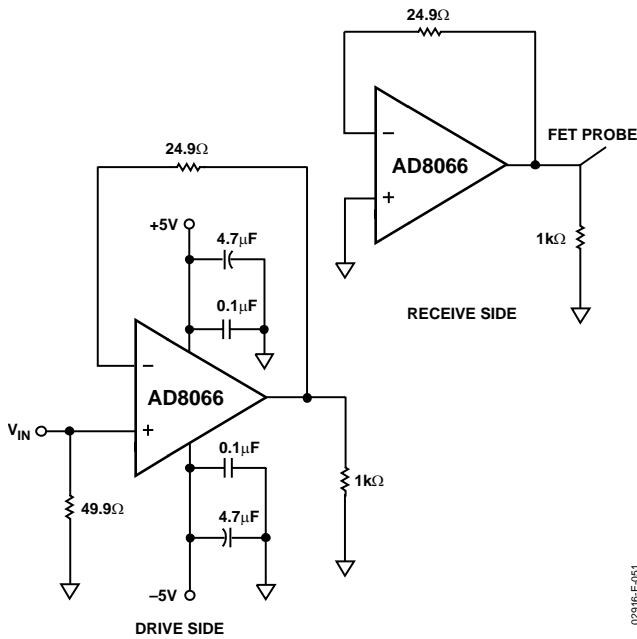 24.9Ω
−
AD8066
+
FET PROBE
1kΩ
RECEIVE SIDE
24.9Ω
+5V
4.7μF
0.1μF
−
AD8066
VIN
+
49.9Ω
0.1μF
4.7μF
1kΩ
–5V
DRIVE SIDE
02916-E-051